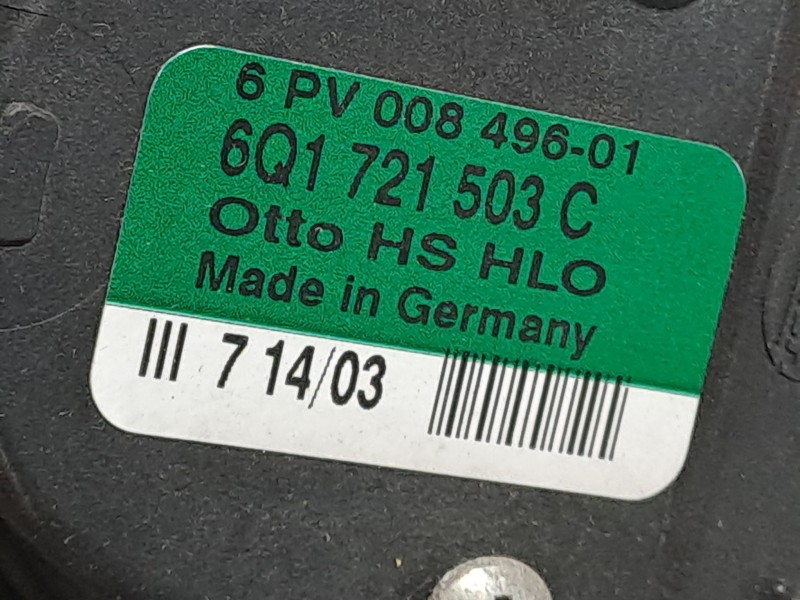 6 PV 008 496-01
6Q1 721 503 C
Otto HS HLO
Made in Germany
III 7 14/03